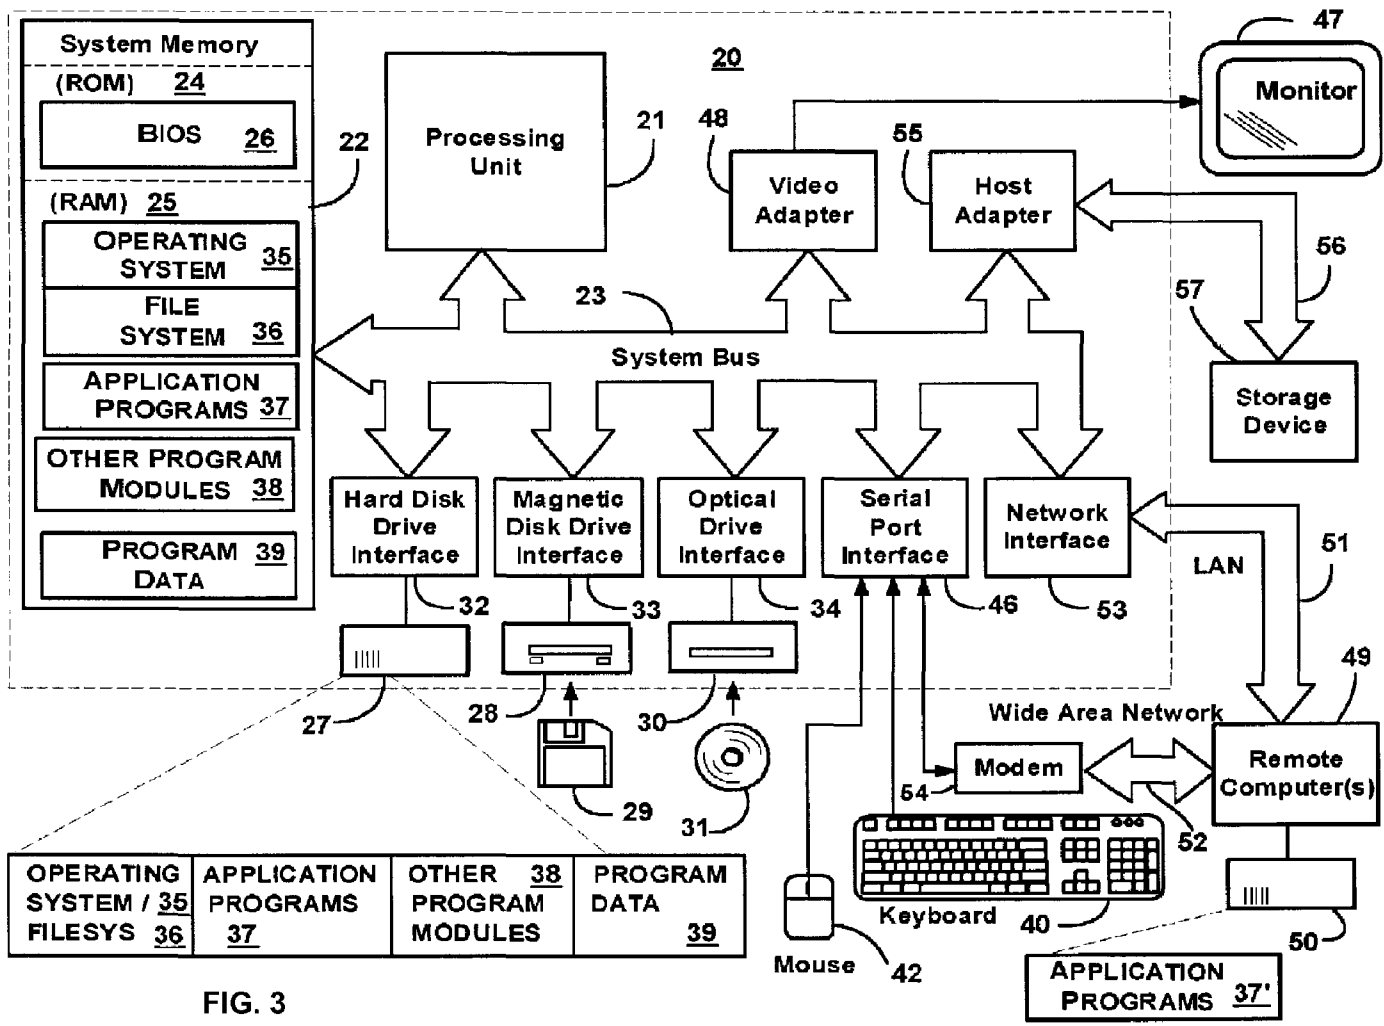 System Memory
(ROM) 24
BIOS 26
22
(RAM) 25
OPERATING
SYSTEM 35
FILE
SYSTEM 36
APPLICATION
PROGRAMS 37
OTHER PROGRAM
MODULES 38
PROGRAM 39
DATA
Processing
Unit
21
20
48
Video
Adapter
55
Host
Adapter
47
Monitor
56
57
Storage
Device
23
System Bus
Hard Disk
Drive
Interface
32
Magnetic
Disk Drive
Interface
33
Optical
Drive
Interface
34
Serial
Port
Interface
46
Network
Interface
53
LAN
51
27
28
29
30
31
Wide Area Network
49
Modem
54
52
Remote
Computer(s)
50
Keyboard
40
Mouse
42
OPERATING
SYSTEM / 35
FILESYS 36
APPLICATION
PROGRAMS
37
OTHER 38
PROGRAM
MODULES
PROGRAM
DATA
39
APPLICATION
PROGRAMS 37'
FIG. 3